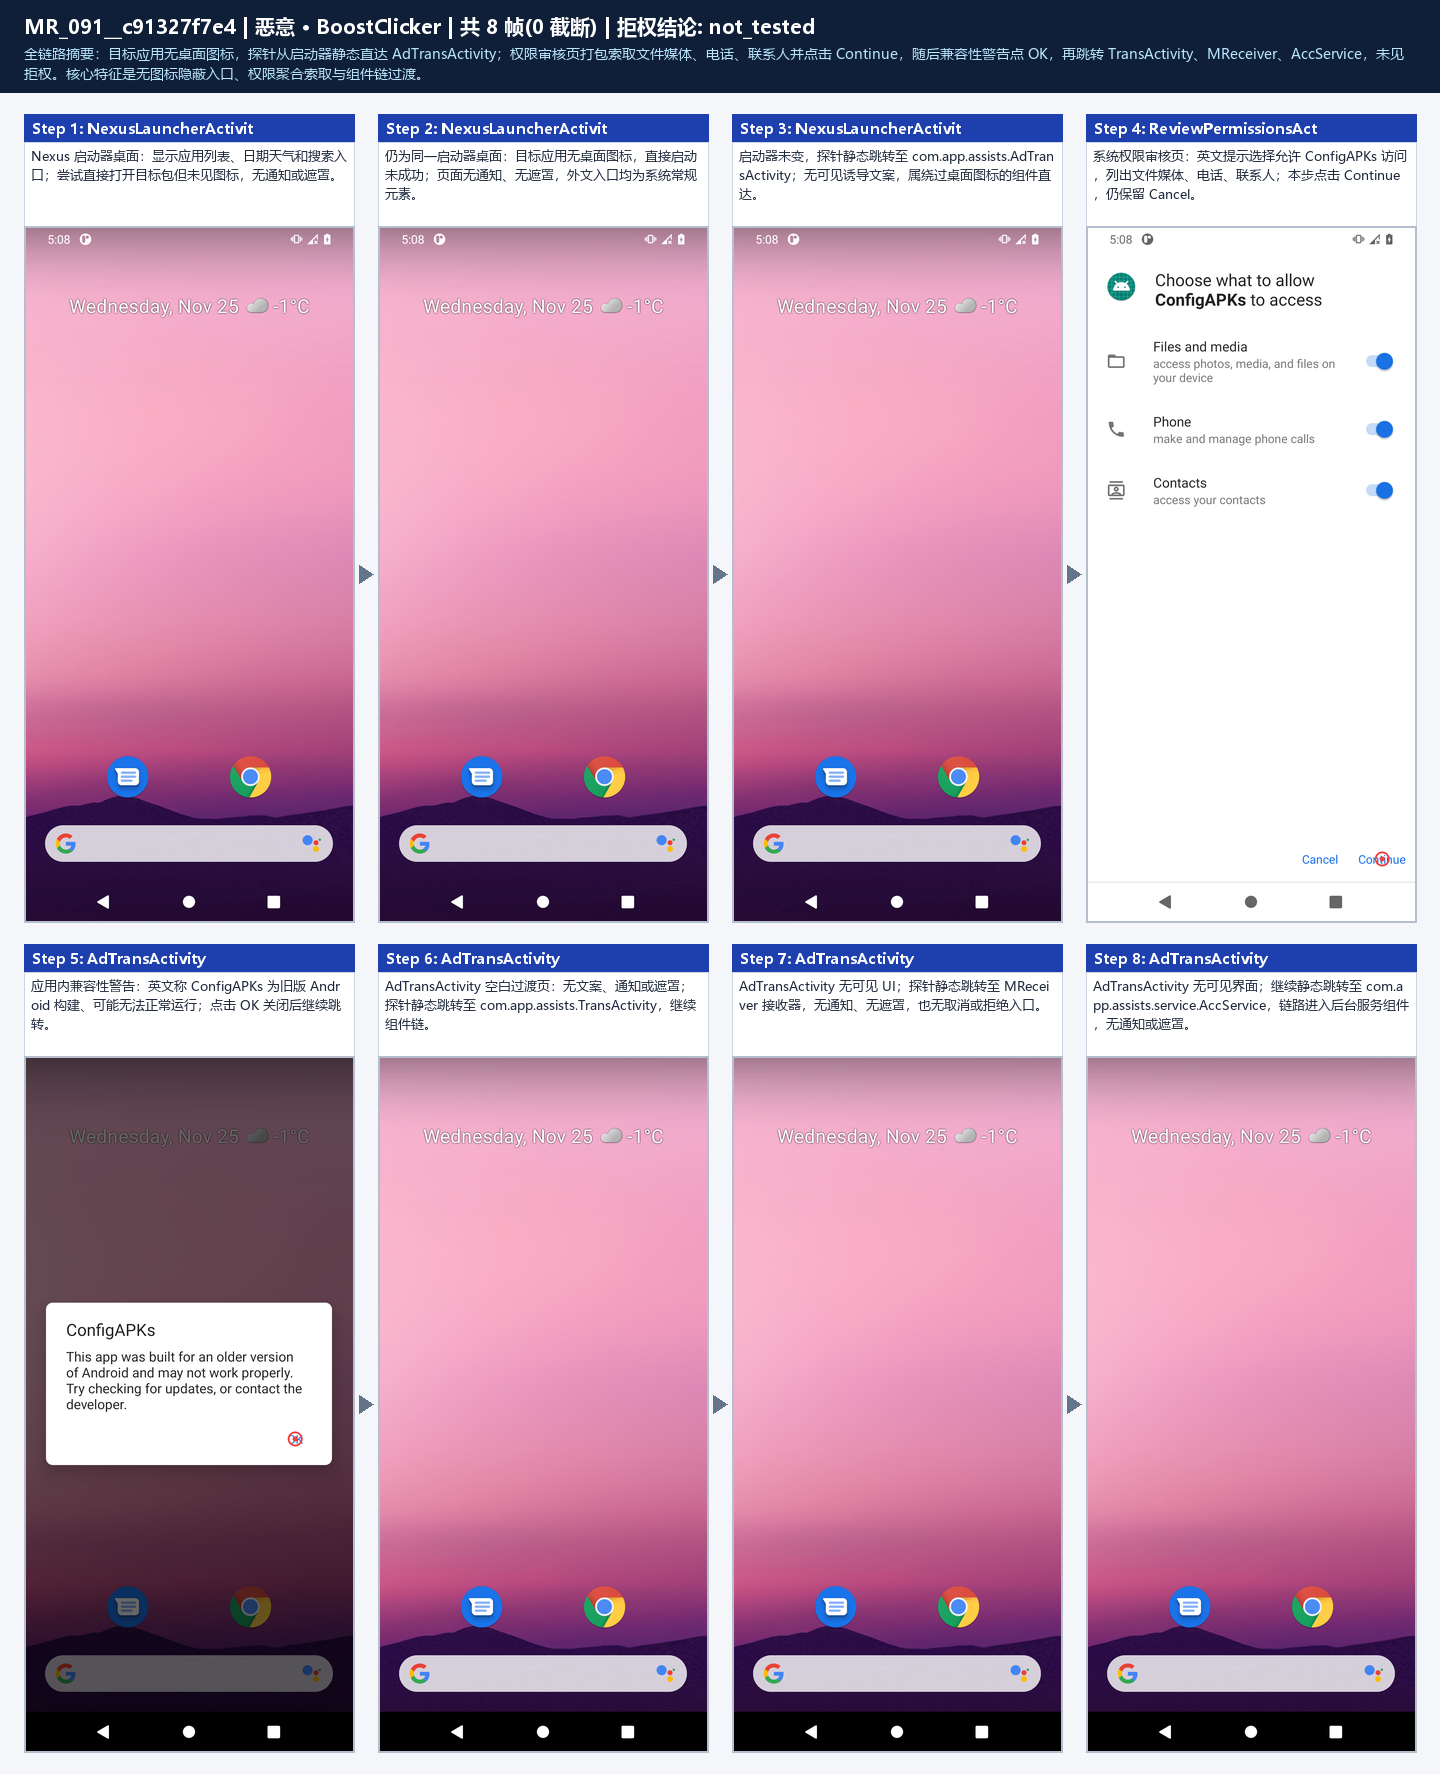 MR_091__c91327f7e4 | 恶意 • BoostClicker | 共 8 帧(0 截断) | 拒权结论: not_tested
全链路摘要：目标应用无桌面图标，探针从启动器静态直达 AdTransActivity；权限审核页打包索取文件媒体、电话、联系人并点击 Continue，随后兼容性警告点 OK，再跳转 TransActivity、MReceiver、AccService，未见
拒权。核心特征是无图标隐蔽入口、权限聚合索取与组件链过渡。
Step 1: NexusLauncherActivit
Nexus 启动器桌面：显示应用列表、日期天气和搜索入
口；尝试直接打开目标包但未见图标，无通知或遮罩。
5:08
Wednesday, Nov 25 -1°C
Step 2: NexusLauncherActivit
仍为同一启动器桌面：目标应用无桌面图标，直接启动
未成功；页面无通知、无遮罩，外文入口均为系统常规
元素。
5:08
Wednesday, Nov 25 -1°C
Step 3: NexusLauncherActivit
启动器未变，探针静态跳转至 com.app.assists.AdTran
sActivity；无可见诱导文案，属绕过桌面图标的组件直
达。
5:08
Wednesday, Nov 25 -1°C
Step 4: ReviewPermissionsAct
系统权限审核页：英文提示选择允许 ConfigAPKs 访问
，列出文件媒体、电话、联系人；本步点击 Continue
，仍保留 Cancel。
5:08
Choose what to allow
ConfigAPKs to access
Files and media
access photos, media, and files on
your device
Phone
make and manage phone calls
Contacts
access your contacts
Cancel Continue
Step 5: AdTransActivity
应用内兼容性警告：英文称 ConfigAPKs 为旧版 Andr
oid 构建、可能无法正常运行；点击 OK 关闭后继续跳
转。
Wednesday, Nov 25 -1°C
ConfigAPKs
This app was built for an older version
of Android and may not work properly.
Try checking for updates, or contact the
developer.
Step 6: AdTransActivity
AdTransActivity 空白过渡页：无文案、通知或遮罩；
探针静态跳转至 com.app.assists.TransActivity，继续
组件链。
Wednesday, Nov 25 -1°C
Step 7: AdTransActivity
AdTransActivity 无可见 UI；探针静态跳转至 MRecei
ver 接收器，无通知、无遮罩，也无取消或拒绝入口。
Wednesday, Nov 25 -1°C
Step 8: AdTransActivity
AdTransActivity 无可见界面；继续静态跳转至 com.a
pp.assists.service.AccService，链路进入后台服务组件
，无通知或遮罩。
Wednesday, Nov 25 -1°C